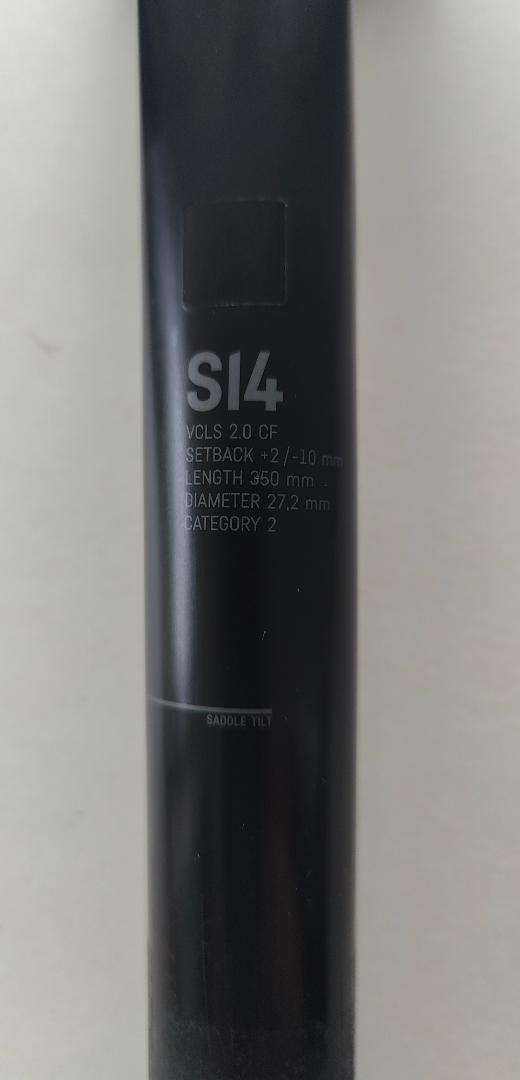 S14
VCLS 2.0 CF
SETBACK +2/-10 mm
LENGTH 350 mm
DIAMETER 27,2 mm
CATEGORY 2
SADDLE TILT